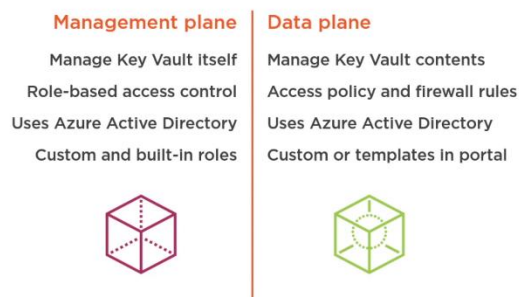 Management plane
Manage Key Vault itself
Role-based access control
Uses Azure Active Directory
Custom and built-in roles
Data plane
Manage Key Vault contents
Access policy and firewall rules
Uses Azure Active Directory
Custom or templates in portal